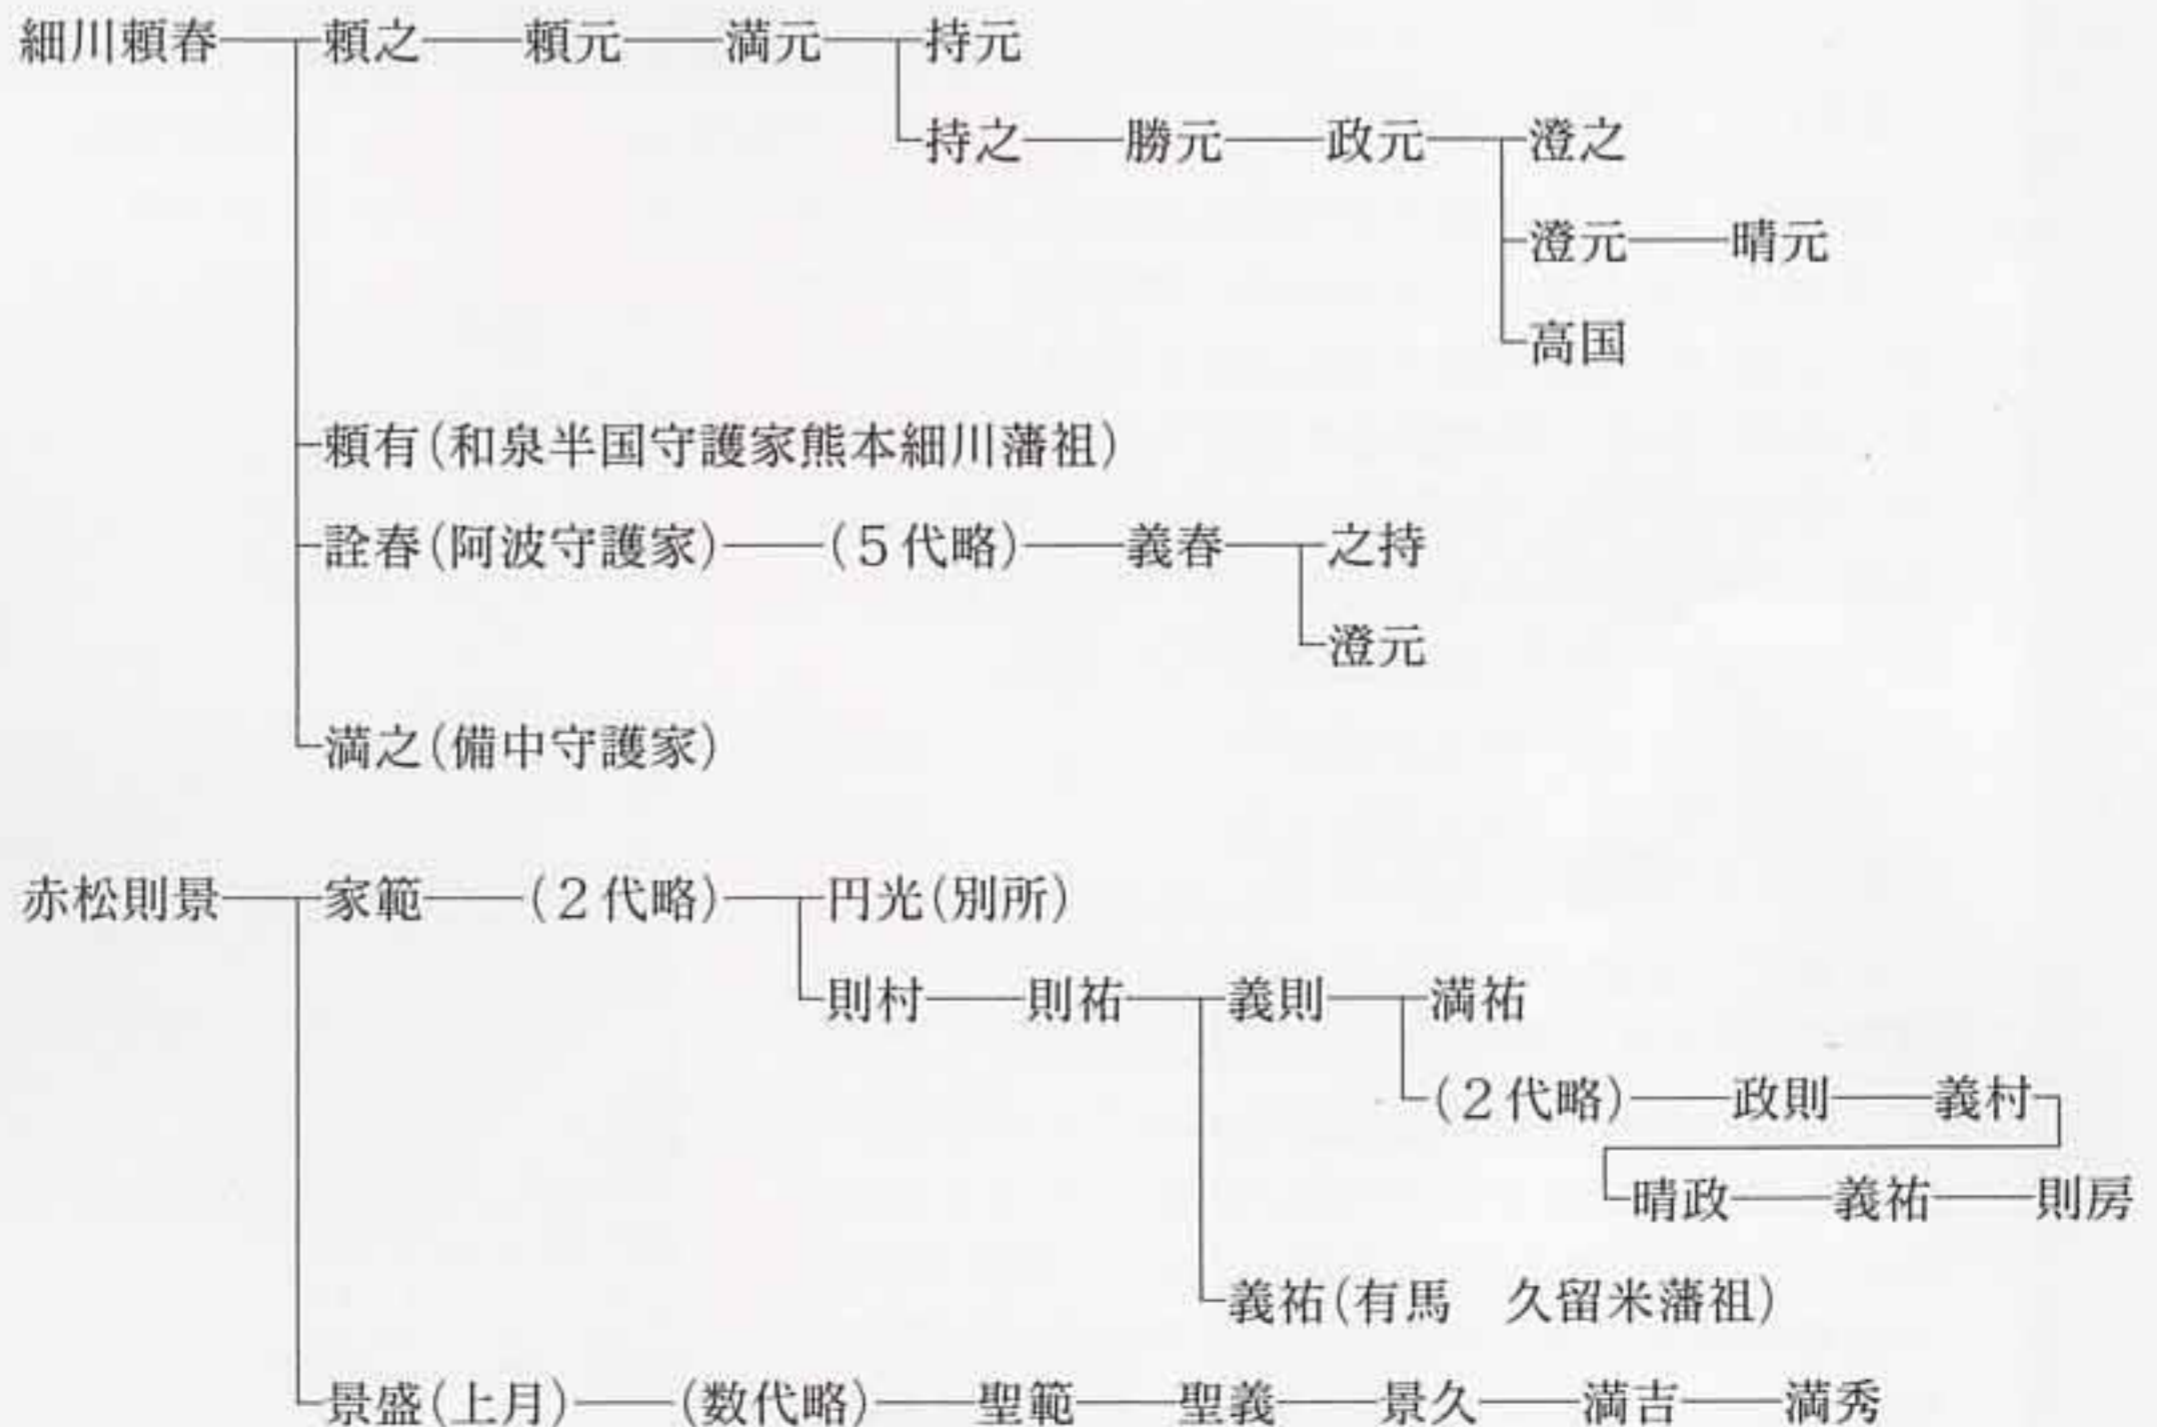 細川頼春 頼之 頼元 満元 持元
持之 勝元 政元 澄之
澄元 晴元
高国
頼有(和泉半国守護家熊本細川藩祖)
詮春(阿波守護家) (5代略) 義春 之持
澄元
満之(備中守護家)
赤松則景 家範 (2代略) 円光(別所)
則村 則祐 義則 満祐
(2代略) 政則 義村
晴政 義祐 則房
義祐(有馬 久留米藩祖)
景盛(上月) (数代略) 聖範 聖義 景久 満吉 満秀